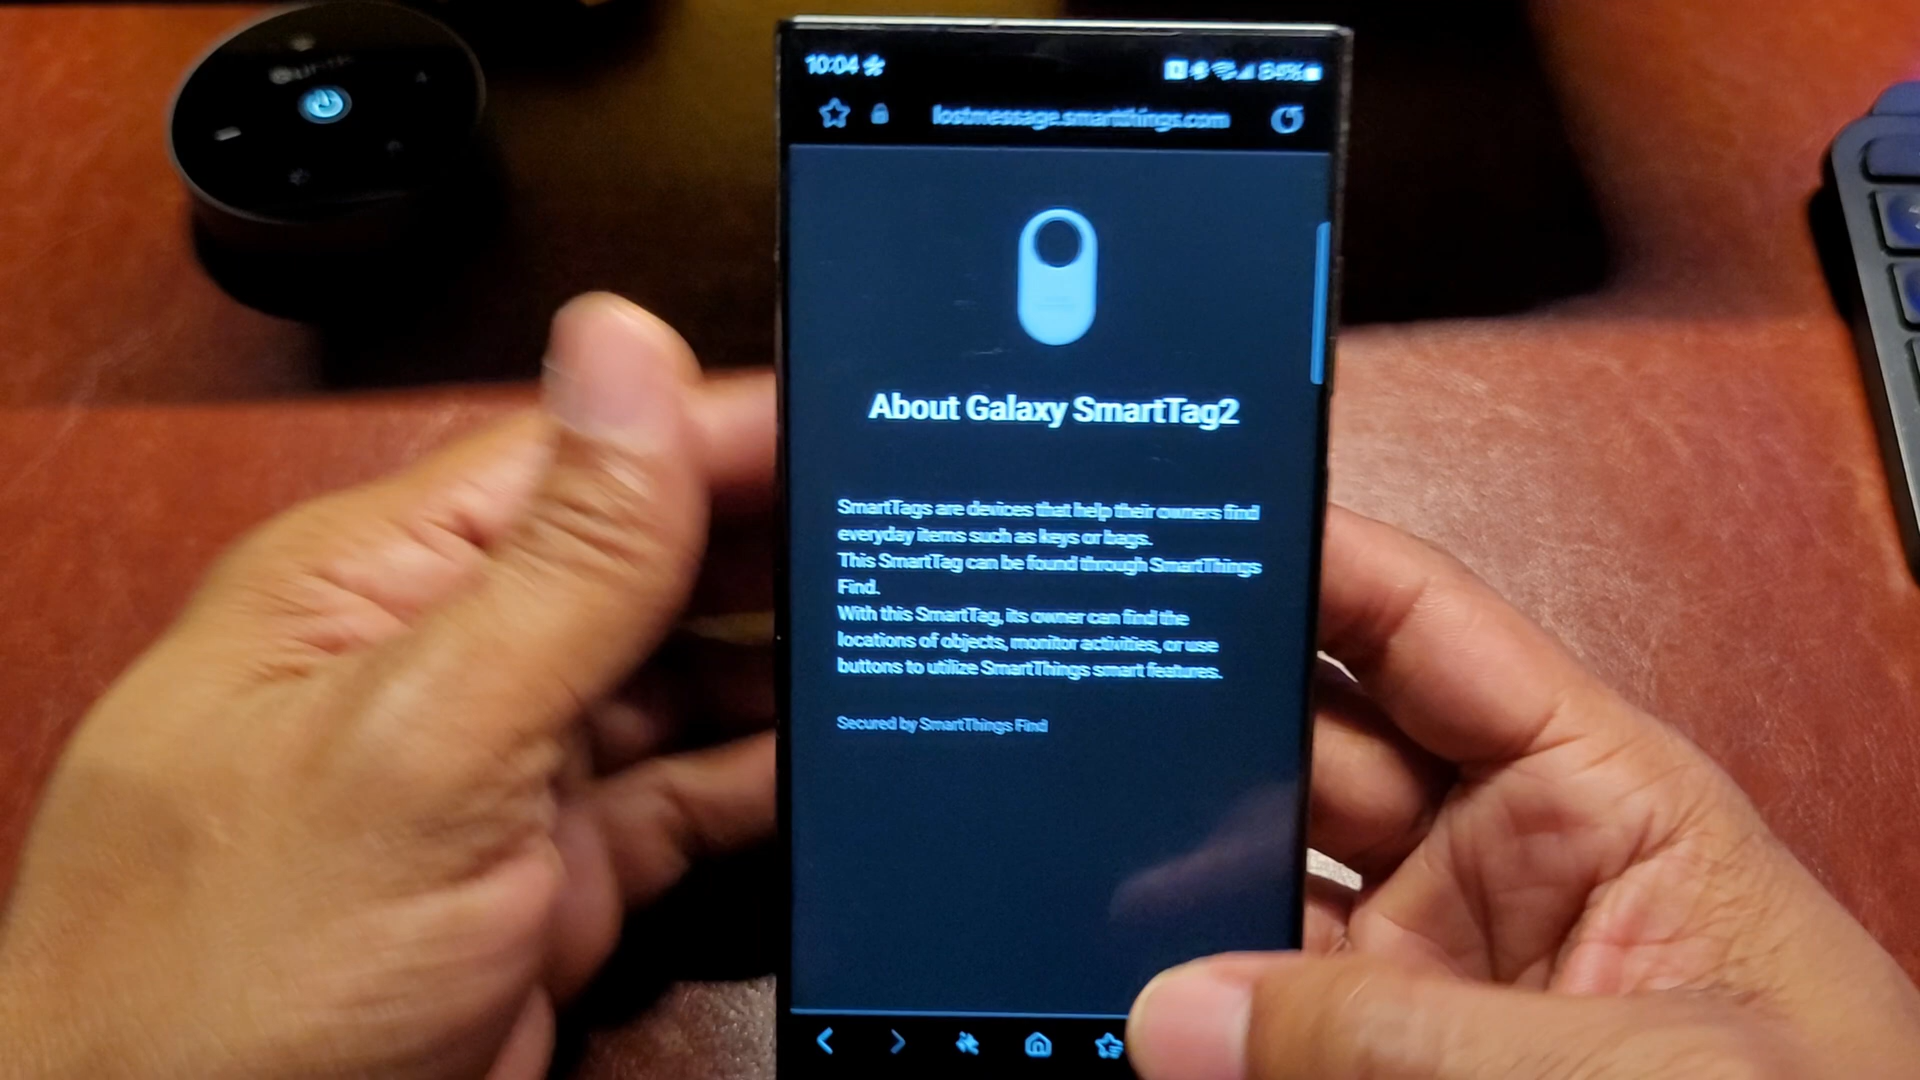 10:04
84%
lostmessage.smartthings.com
About Galaxy SmartTag2
SmartTags are devices that help their owners find
everyday items such as keys or bags.
This SmartTag can be found through SmartThings
Find.
With this SmartTag, its owner can find the
locations of objects, monitor activities, or use
buttons to utilize SmartThings smart features.
Secured by SmartThings Find